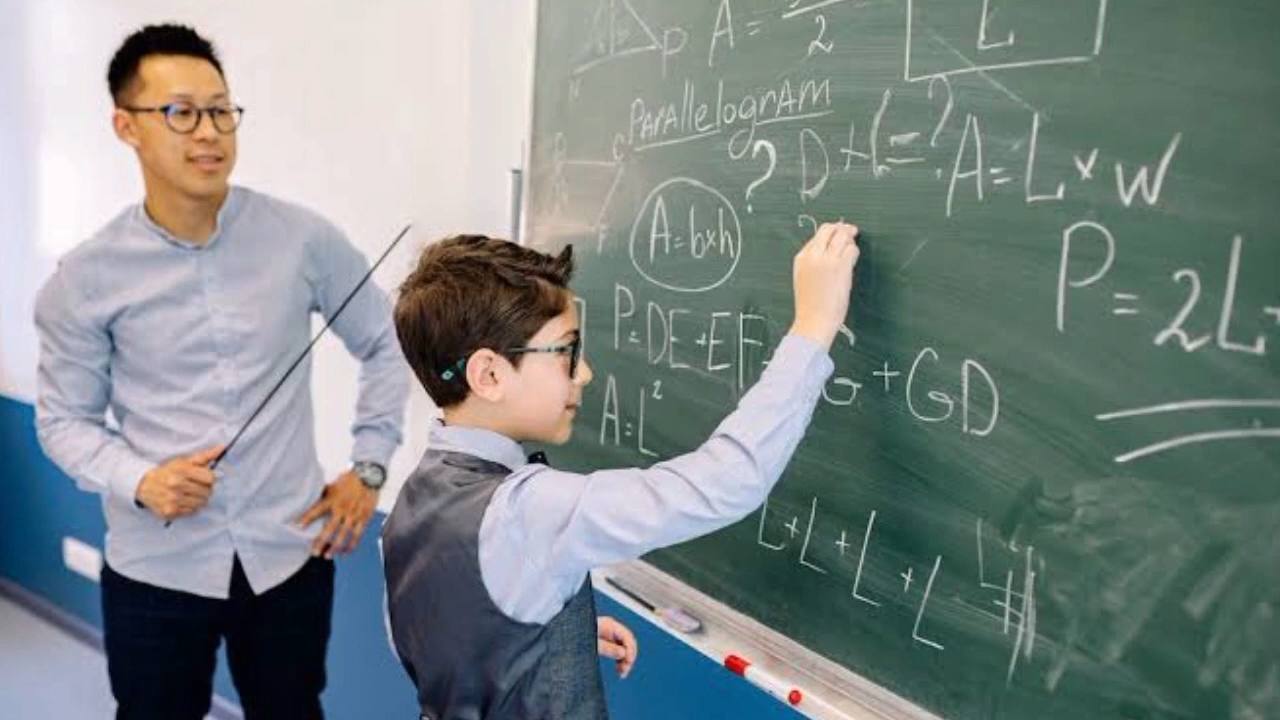 P A = 2
L
Parallelogram
? D+L=? A=L×W
A=b×h
P=2L
P=DE+EF G+GD
A=L²
L+L+L+L